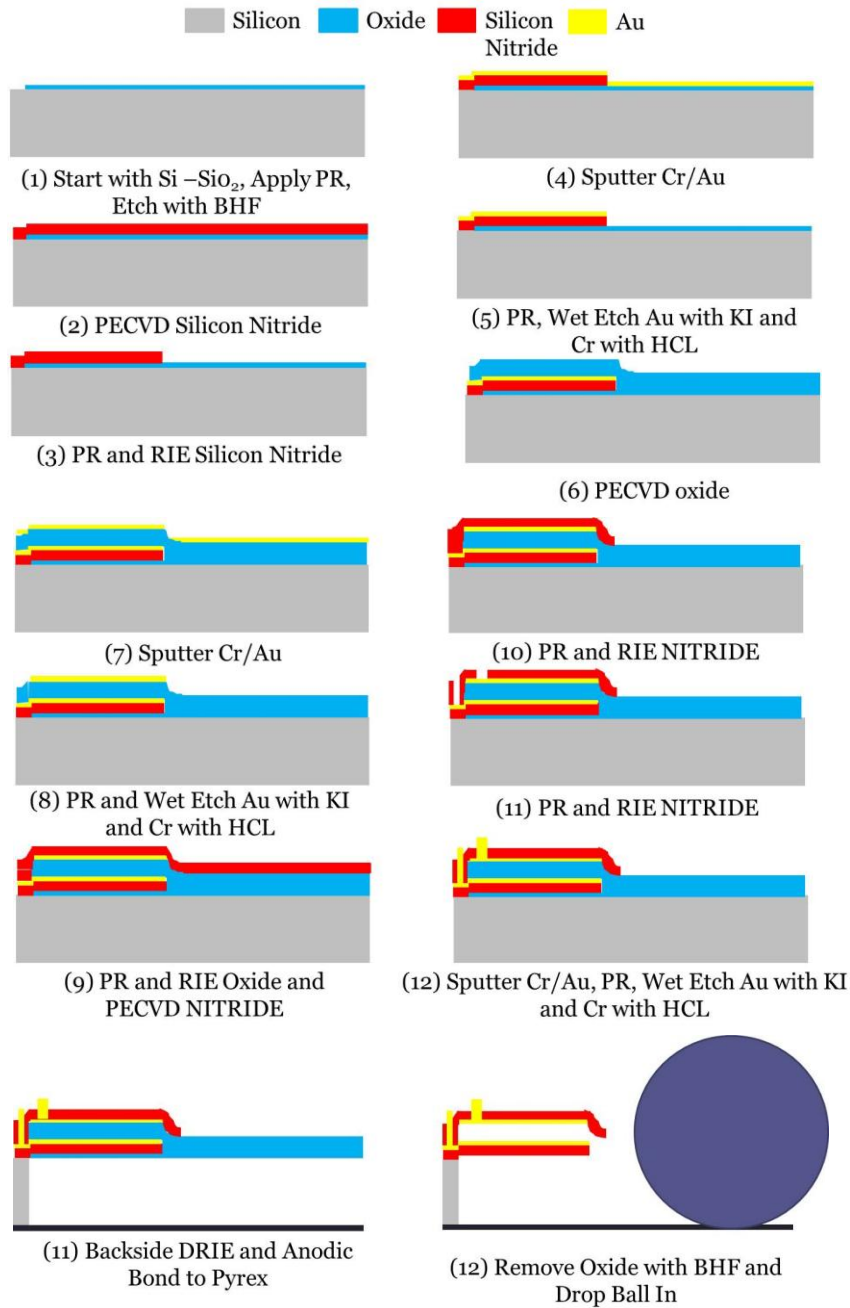 Silicon Oxide Silicon Nitride Au
(1) Start with Si –Sio₂, Apply PR,
Etch with BHF
(2) PECVD Silicon Nitride
(3) PR and RIE Silicon Nitride
(4) Sputter Cr/Au
(5) PR, Wet Etch Au with KI and
Cr with HCL
(6) PECVD oxide
(7) Sputter Cr/Au
(8) PR and Wet Etch Au with KI
and Cr with HCL
(9) PR and RIE Oxide and
PECVD NITRIDE
(10) PR and RIE NITRIDE
(11) PR and RIE NITRIDE
(12) Sputter Cr/Au, PR, Wet Etch Au with KI
and Cr with HCL
(11) Backside DRIE and Anodic
Bond to Pyrex
(12) Remove Oxide with BHF and
Drop Ball In